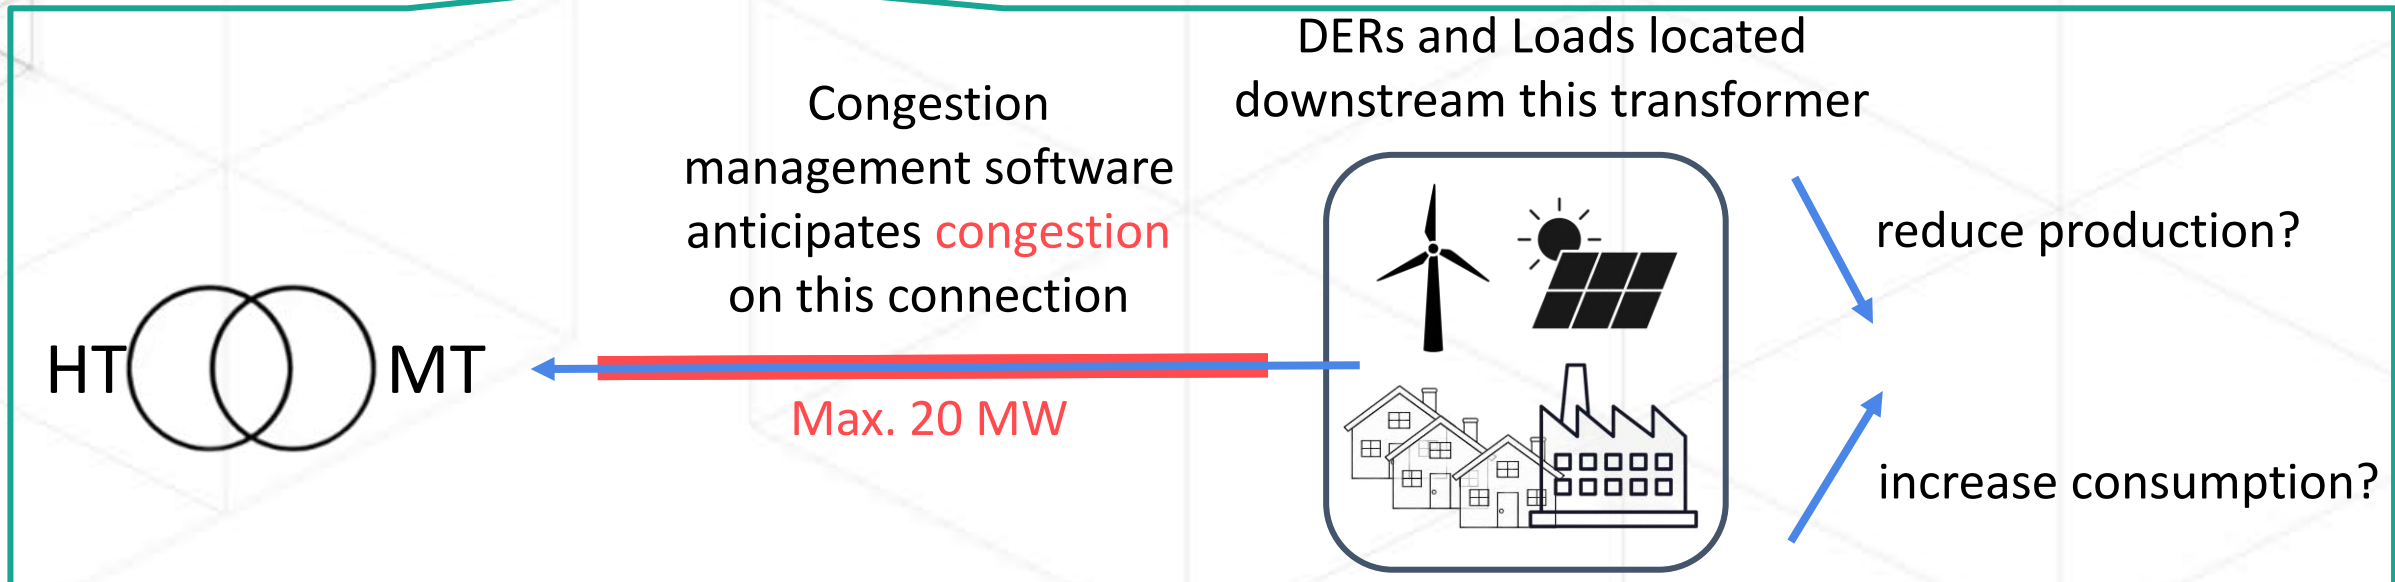 DERs and Loads located
downstream this transformer
Congestion
management software
anticipates congestion
on this connection
reduce production?
HT
MT
Max. 20 MW
increase consumption?